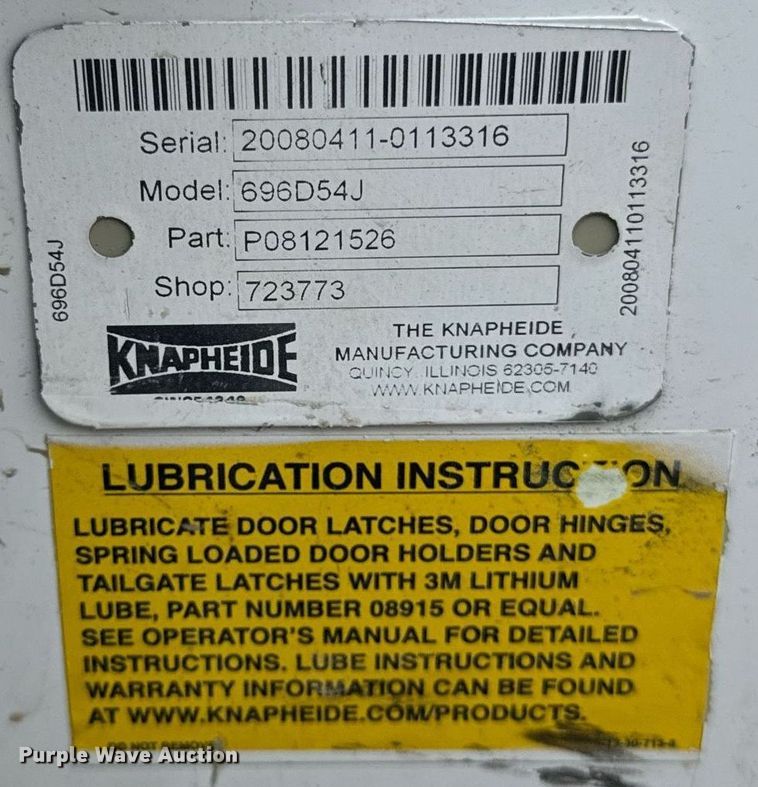 Serial: 20080411-0113316
Model: 696D54J
Part: P08121526
Shop: 723773
696D54J
200804110113316
KNAPHEIDE
THE KNAPHEIDE
MANUFACTURING COMPANY
QUINCY, ILLINOIS 62305-7140
WWW.KNAPHEIDE.COM
LUBRICATION INSTRUCTION
LUBRICATE DOOR LATCHES, DOOR HINGES,
SPRING LOADED DOOR HOLDERS AND
TAILGATE LATCHES WITH 3M LITHIUM
LUBE, PART NUMBER 08915 OR EQUAL.
SEE OPERATOR'S MANUAL FOR DETAILED
INSTRUCTIONS. LUBE INSTRUCTIONS AND
WARRANTY INFORMATION CAN BE FOUND
AT WWW.KNAPHEIDE.COM/PRODUCTS.
DO NOT REMOVE
Purple Wave Auction